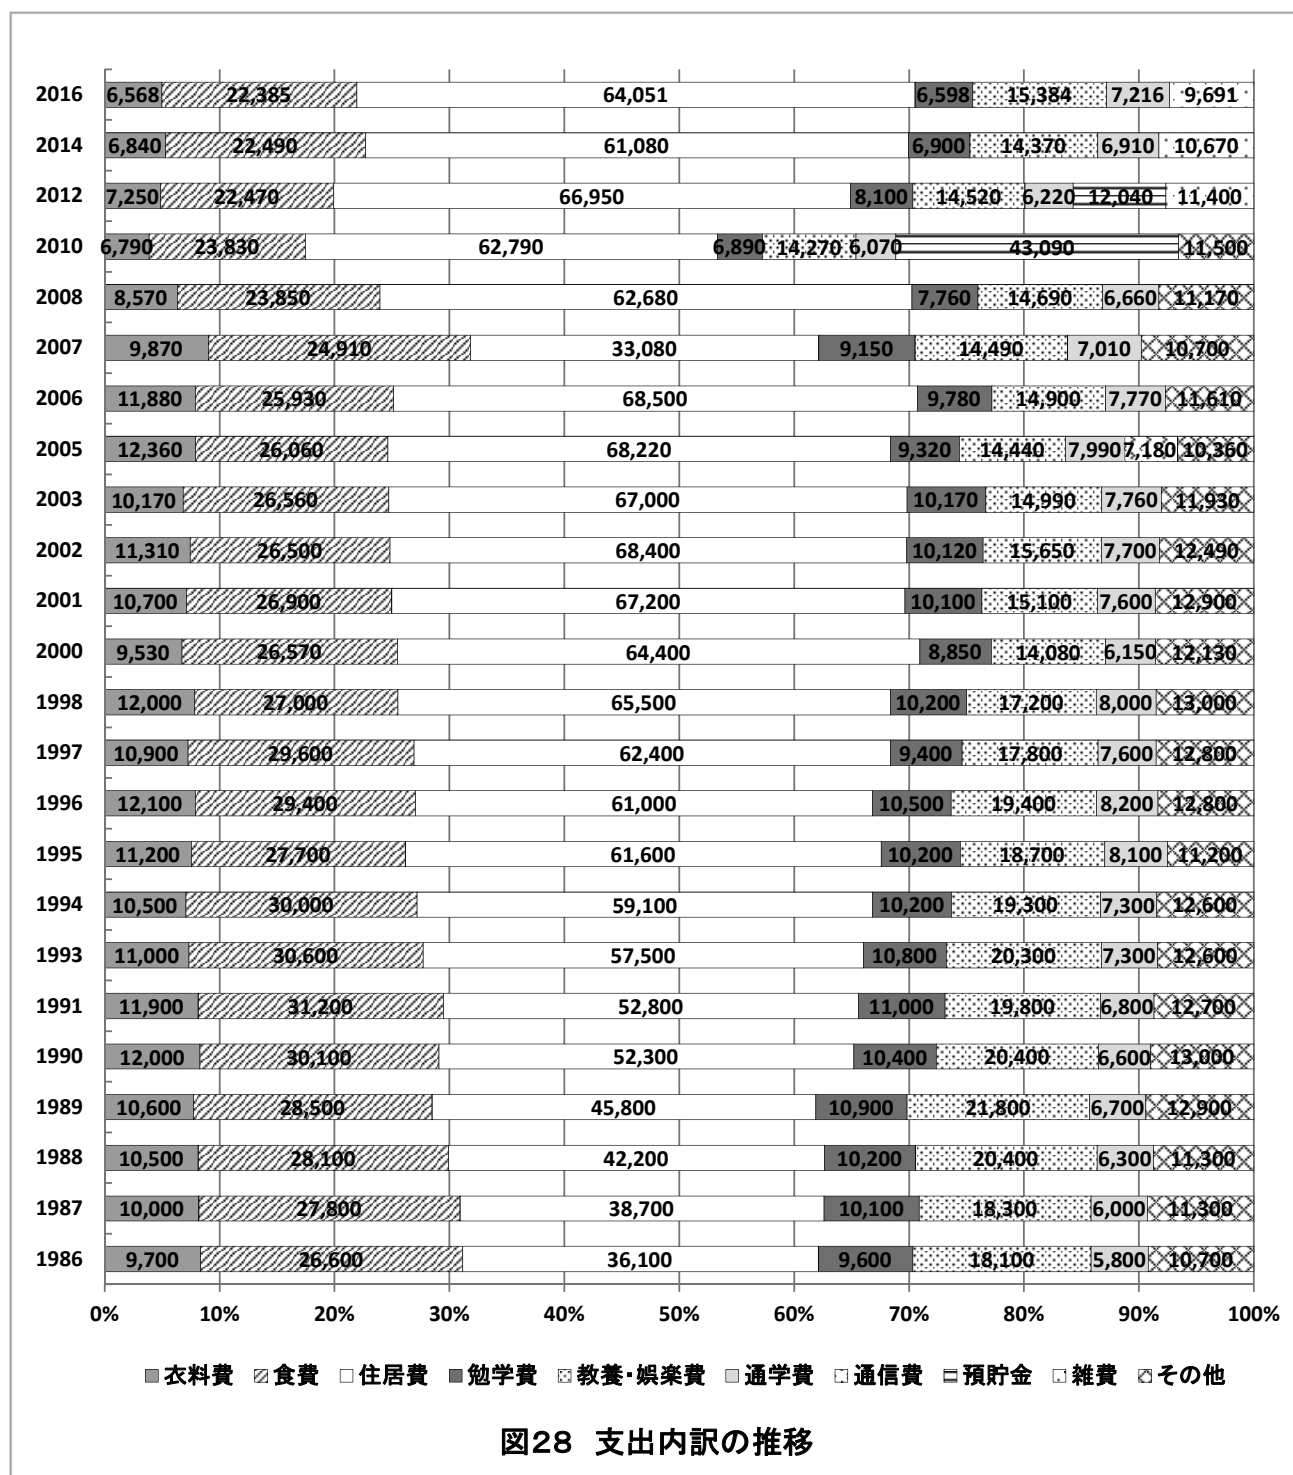 2016 6,568 22,385 64,051 6,598 15,384 7,216 9,691
2014 6,840 22,490 61,080 6,900 14,370 6,910 10,670
2012 7,250 22,470 66,950 8,100 14,520 6,220 12,040 11,400
2010 6,790 23,830 62,790 6,890 14,270 6,070 43,090 11,500
2008 8,570 23,850 62,680 7,760 14,690 6,660 11,170
2007 9,870 24,910 33,080 9,150 14,490 7,010 10,700
2006 11,880 25,930 68,500 9,780 14,900 7,770 11,610
2005 12,360 26,060 68,220 9,320 14,440 7,990 7,180 10,360
2003 10,170 26,560 67,000 10,170 14,990 7,760 11,930
2002 11,310 26,500 68,400 10,120 15,650 7,700 12,490
2001 10,700 26,900 67,200 10,100 15,100 7,600 12,900
2000 9,530 26,570 64,400 8,850 14,080 6,150 12,130
1998 12,000 27,000 65,500 10,200 17,200 8,000 13,000
1997 10,900 29,600 62,400 9,400 17,800 7,600 12,800
1996 12,100 29,400 61,000 10,500 19,400 8,200 12,800
1995 11,200 27,700 61,600 10,200 18,700 8,100 11,200
1994 10,500 30,000 59,100 10,200 19,300 7,300 12,600
1993 11,000 30,600 57,500 10,800 20,300 7,300 12,600
1991 11,900 31,200 52,800 11,000 19,800 6,800 12,700
1990 12,000 30,100 52,300 10,400 20,400 6,600 13,000
1989 10,600 28,500 45,800 10,900 21,800 6,700 12,900
1988 10,500 28,100 42,200 10,200 20,400 6,300 11,300
1987 10,000 27,800 38,700 10,100 18,300 6,000 11,300
1986 9,700 26,600 36,100 9,600 18,100 5,800 10,700
0% 10% 20% 30% 40% 50% 60% 70% 80% 90% 100%
衣料費 食費 住居費 勉学費 教養・娯楽費 通学費 通信費 預貯金 雑費 その他
図28 支出内訳の推移